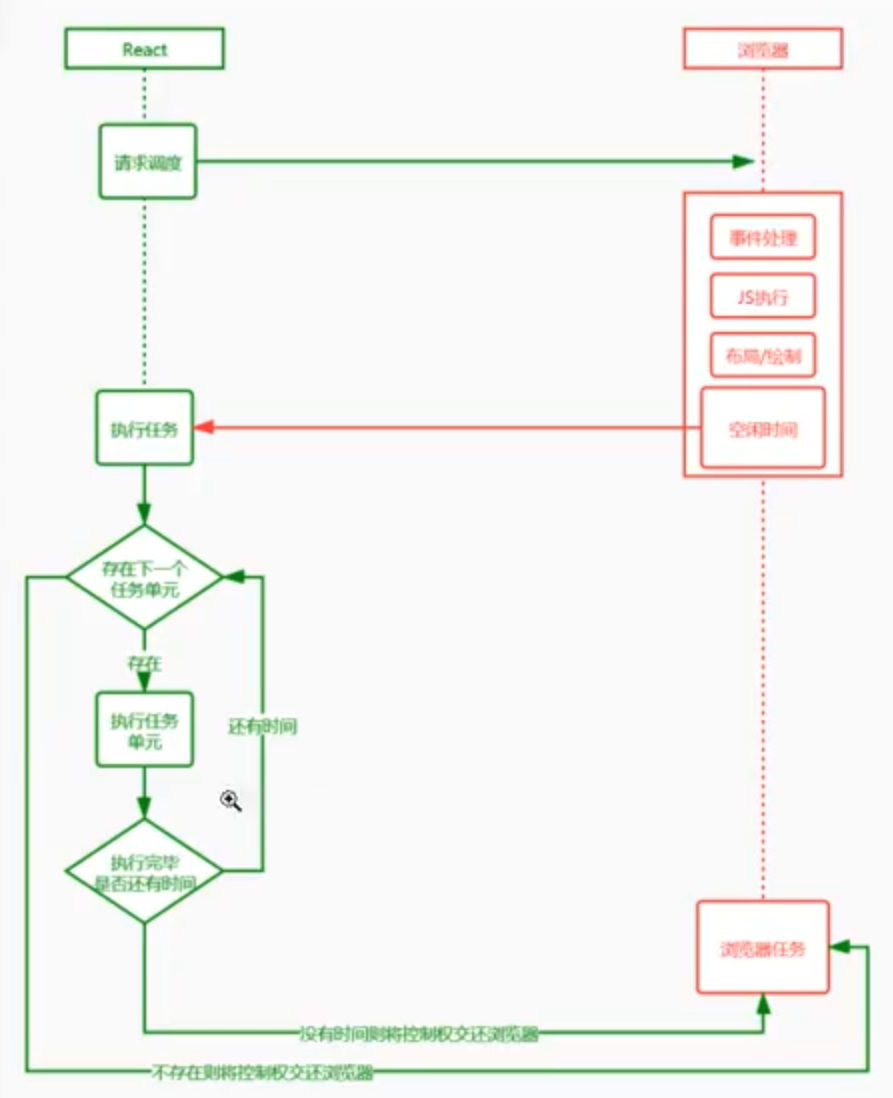 React
浏览器
请求调度
事件处理
JS执行
布局/绘制
空闲时间
执行任务
存在下一个
任务单元
存在
执行任务
单元
还有时间
执行完毕
是否还有时间
浏览器任务
没有时间则将控制权交还浏览器
不存在则将控制权交还浏览器